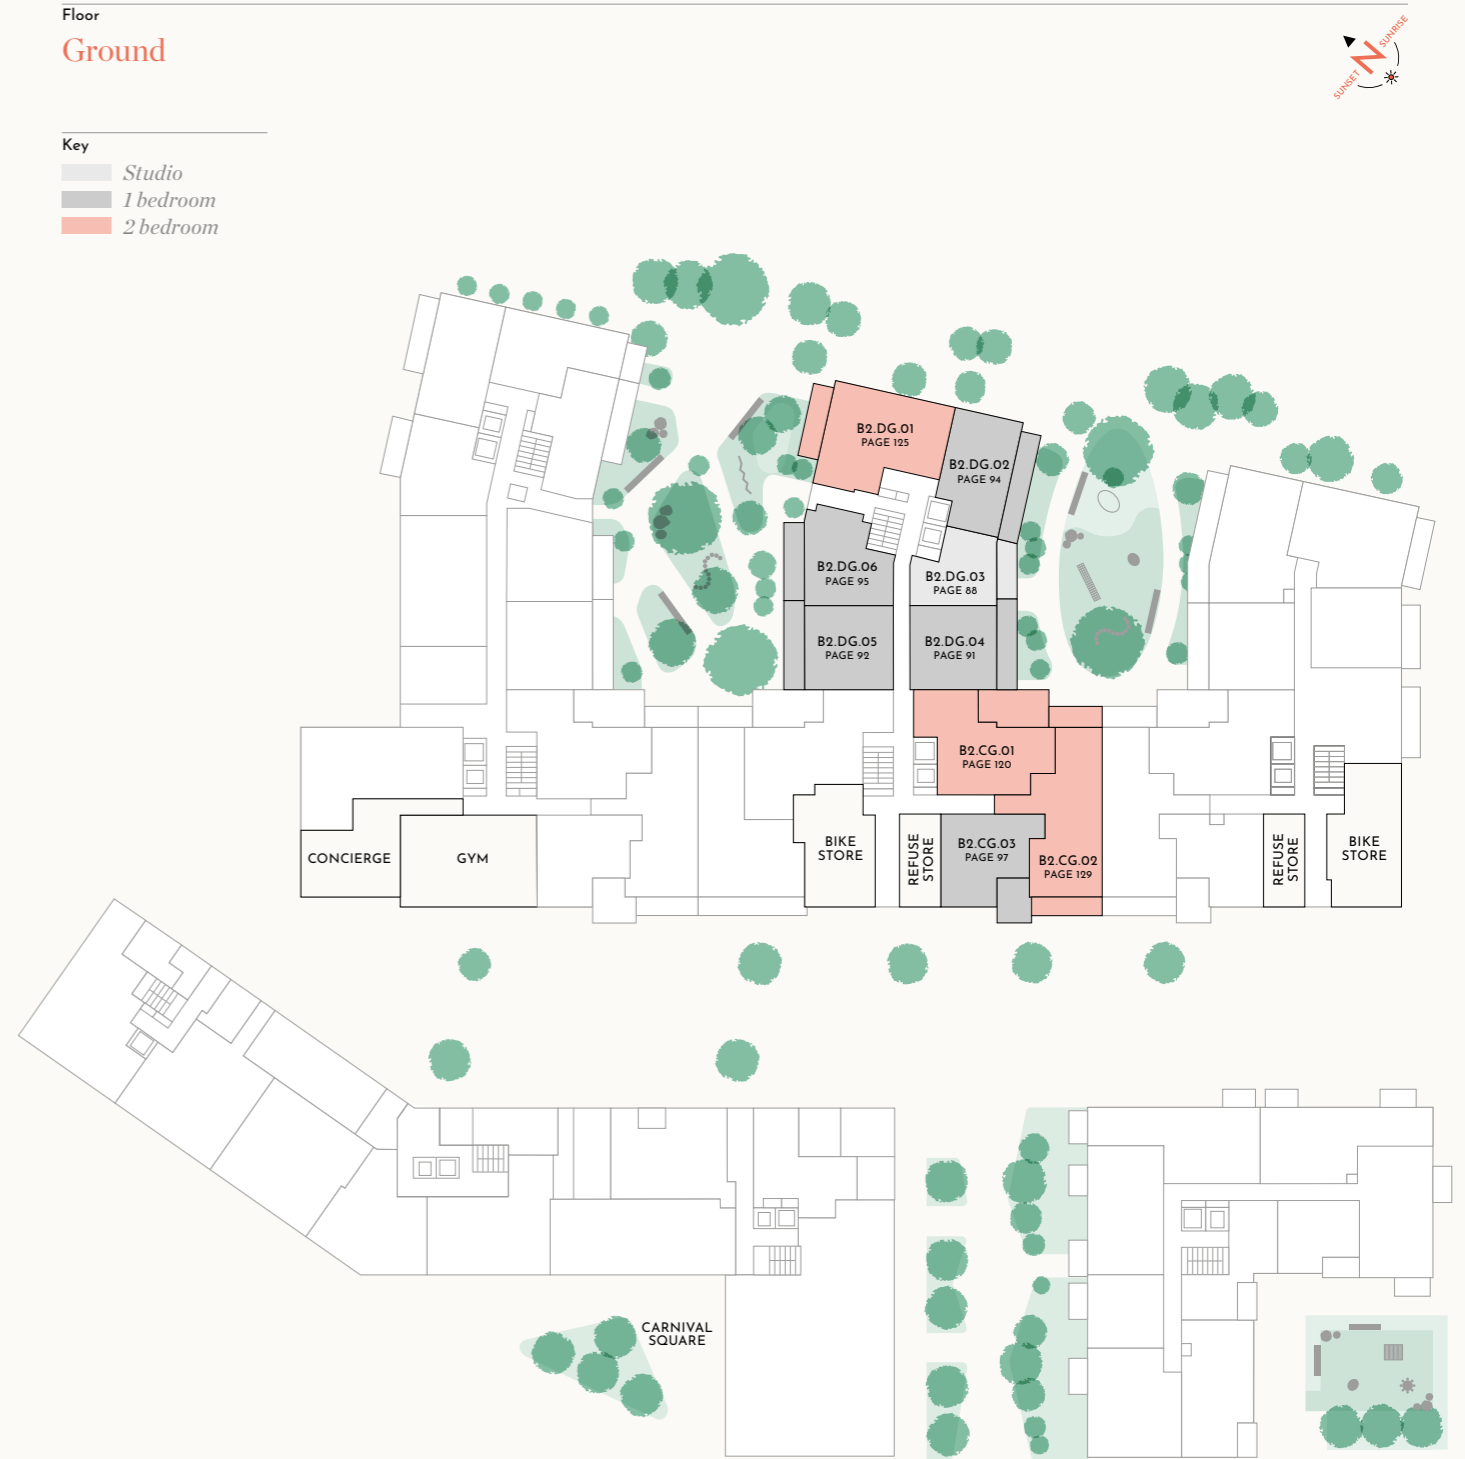 Floor
Ground
SUNRISE
N
SUNSET
Key
Studio
1 bedroom
2 bedroom
B2.DG.01
PAGE 125
B2.DG.02
PAGE 94
B2.DG.06
PAGE 95
B2.DG.03
PAGE 88
B2.DG.05
PAGE 92
B2.DG.04
PAGE 91
B2.CG.01
PAGE 120
CONCIERGE
GYM
BIKE
STORE
REFUSE
STORE
B2.CG.03
PAGE 97
B2.CG.02
PAGE 129
REFUSE
STORE
BIKE
STORE
CARNIVAL
SQUARE